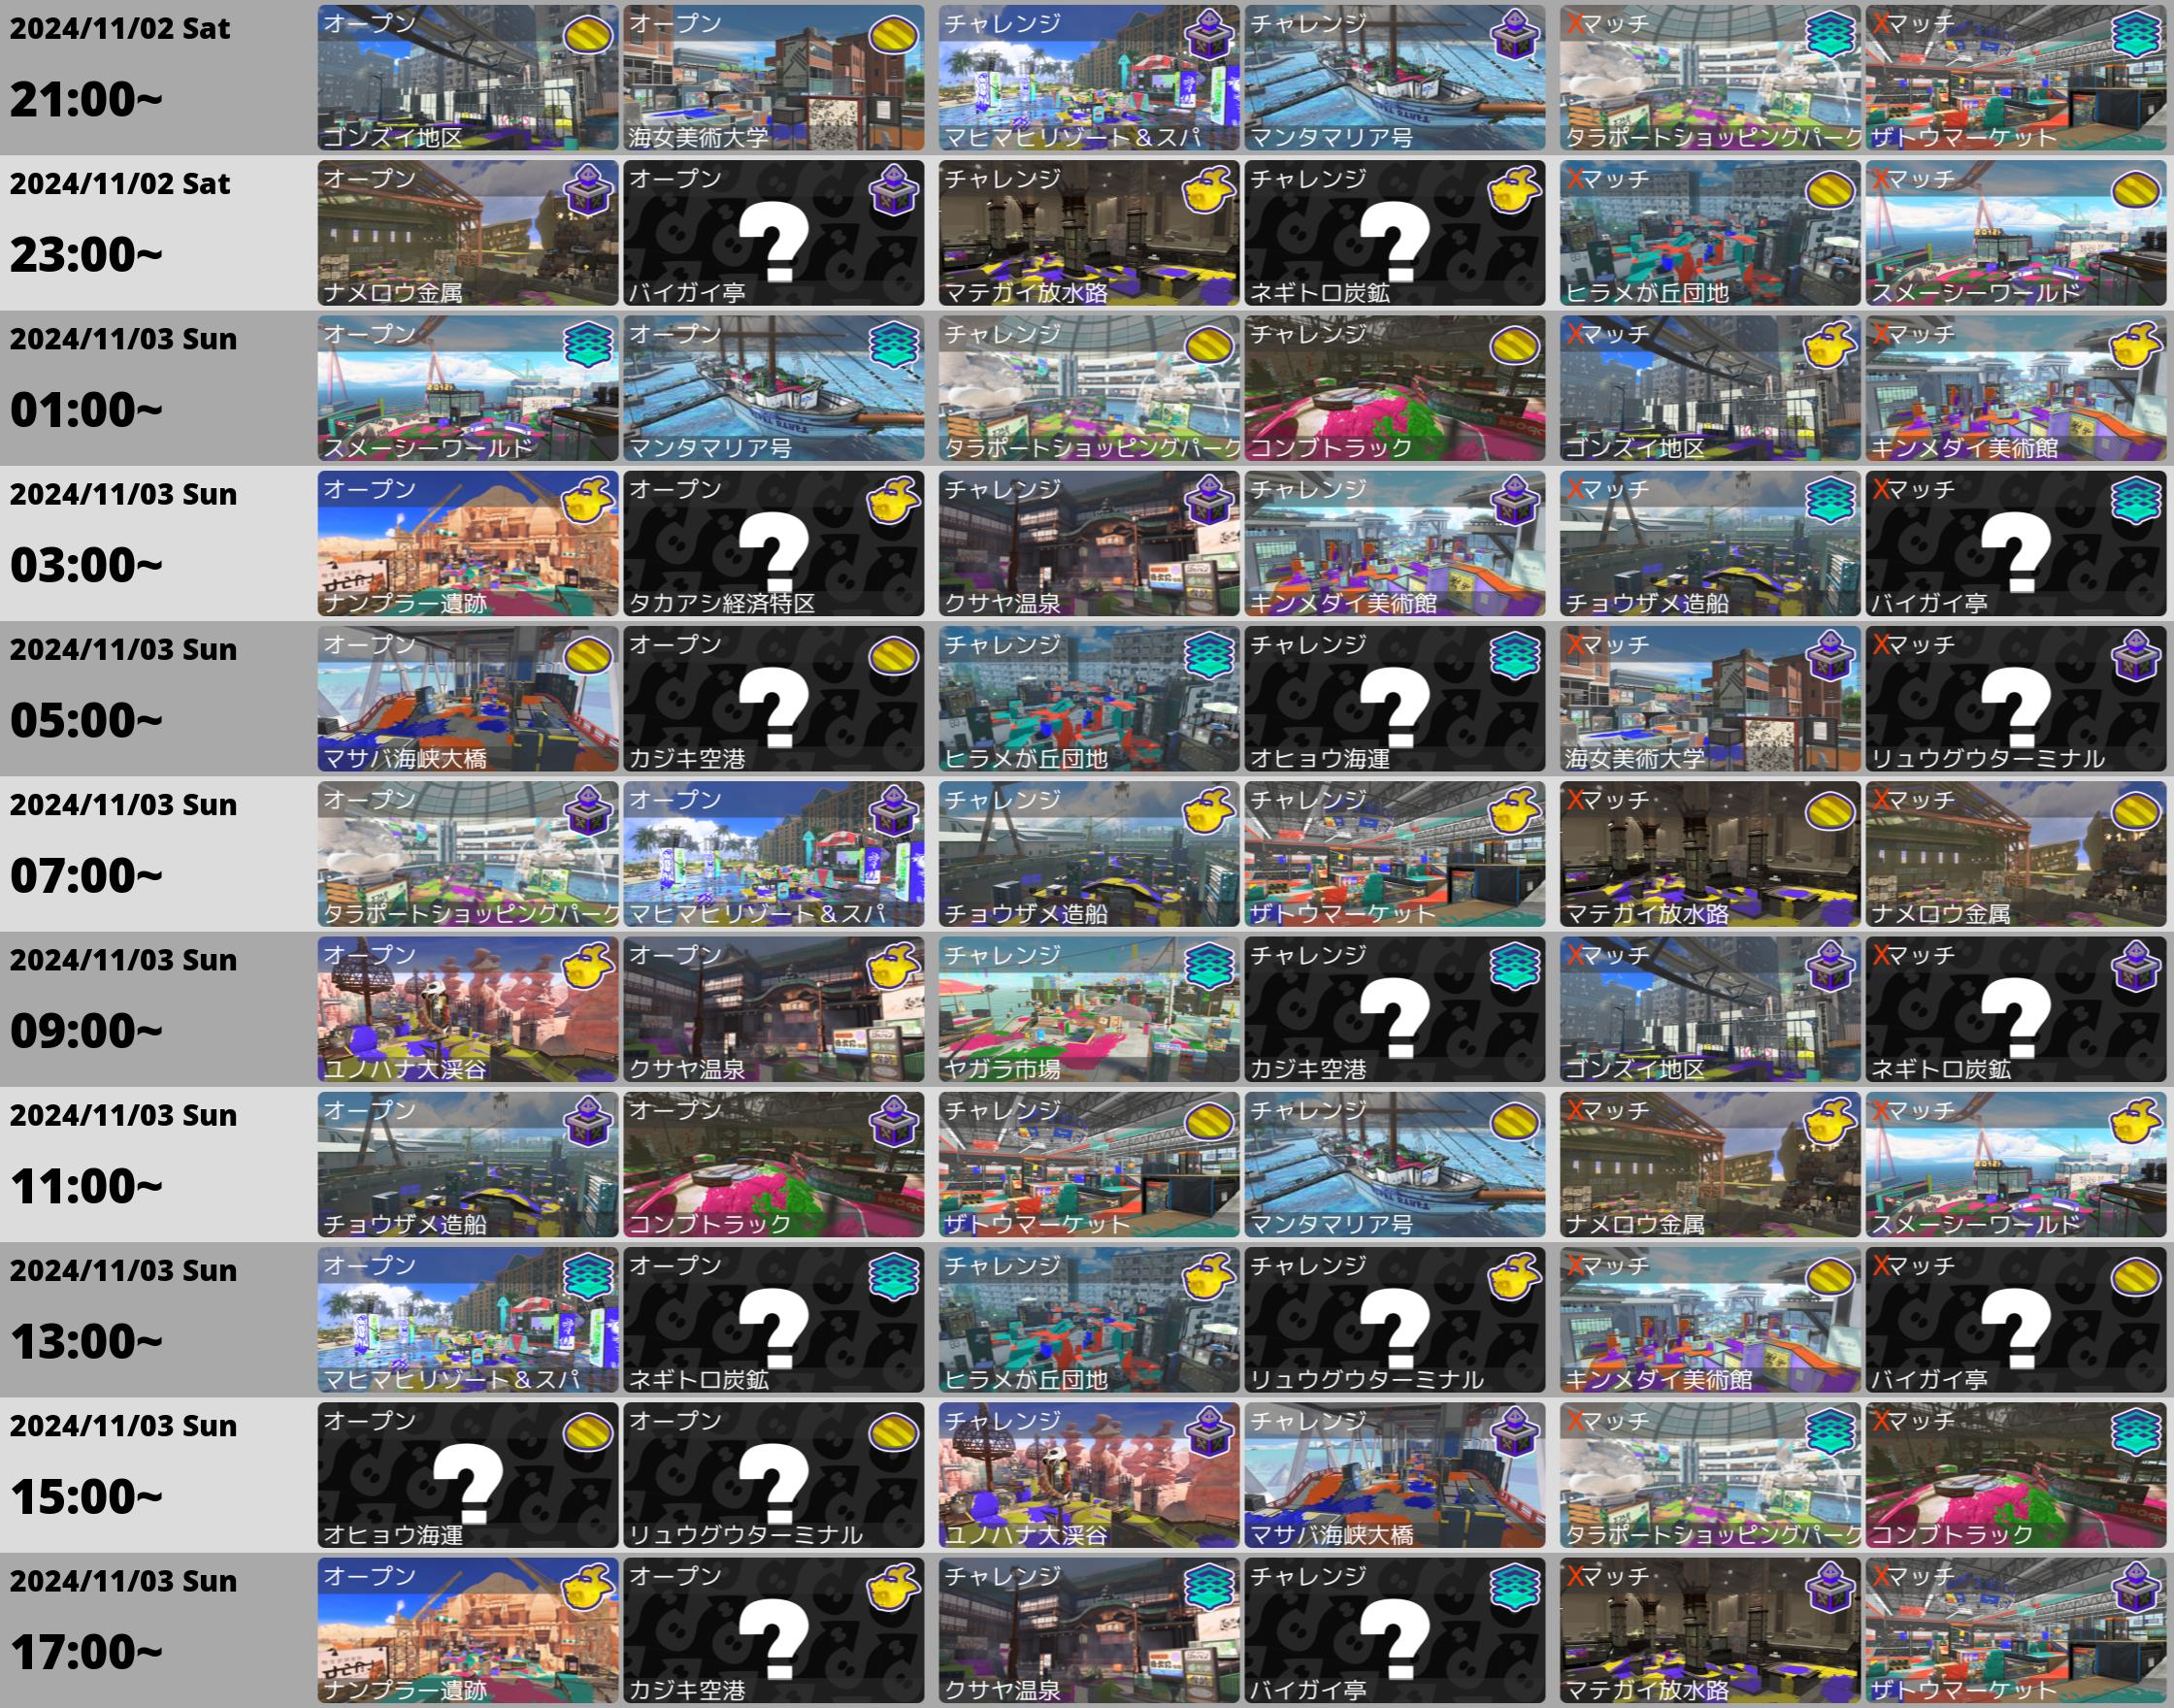 2024/11/02 Sat
21:00~
オープン オープン チャレンジ チャレンジ Xマッチ Xマッチ
ゴンズイ地区 海女美術大学 マヒマヒリゾート＆スパ マンタマリア号 タラポートショッピングパーク ザトウマーケット
2024/11/02 Sat
23:00~
オープン オープン チャレンジ チャレンジ Xマッチ Xマッチ
ナメロウ金属 バイガイ亭 マテガイ放水路 ネギトロ炭鉱 ヒラメが丘団地 スメーシーワールド
2024/11/03 Sun
01:00~
オープン オープン チャレンジ チャレンジ Xマッチ Xマッチ
スメーシーワールド マンタマリア号 タラポートショッピングパーク コンブトラック ゴンズイ地区 キンメダイ美術館
2024/11/03 Sun
03:00~
オープン オープン チャレンジ チャレンジ Xマッチ Xマッチ
ナンプラー遺跡 タカアシ経済特区 クサヤ温泉 キンメダイ美術館 チョウザメ造船 バイガイ亭
2024/11/03 Sun
05:00~
オープン オープン チャレンジ チャレンジ Xマッチ Xマッチ
マサバ海峡大橋 カジキ空港 ヒラメが丘団地 オヒョウ海運 海女美術大学 リュウグウターミナル
2024/11/03 Sun
07:00~
オープン オープン チャレンジ チャレンジ Xマッチ Xマッチ
タラポートショッピングパーク マヒマヒリゾート＆スパ チョウザメ造船 ザトウマーケット マテガイ放水路 ナメロウ金属
2024/11/03 Sun
09:00~
オープン オープン チャレンジ チャレンジ Xマッチ Xマッチ
ユノハナ大渓谷 クサヤ温泉 ヤガラ市場 カジキ空港 ゴンズイ地区 ネギトロ炭鉱
2024/11/03 Sun
11:00~
オープン オープン チャレンジ チャレンジ Xマッチ Xマッチ
チョウザメ造船 コンブトラック ザトウマーケット マンタマリア号 ナメロウ金属 スメーシーワールド
2024/11/03 Sun
13:00~
オープン オープン チャレンジ チャレンジ Xマッチ Xマッチ
マヒマヒリゾート＆スパ ネギトロ炭鉱 ヒラメが丘団地 リュウグウターミナル キンメダイ美術館 バイガイ亭
2024/11/03 Sun
15:00~
オープン オープン チャレンジ チャレンジ Xマッチ Xマッチ
オヒョウ海運 リュウグウターミナル ユノハナ大渓谷 マサバ海峡大橋 タラポートショッピングパーク コンブトラック
2024/11/03 Sun
17:00~
オープン オープン チャレンジ チャレンジ Xマッチ Xマッチ
ナンプラー遺跡 カジキ空港 クサヤ温泉 バイガイ亭 マテガイ放水路 ザトウマーケット